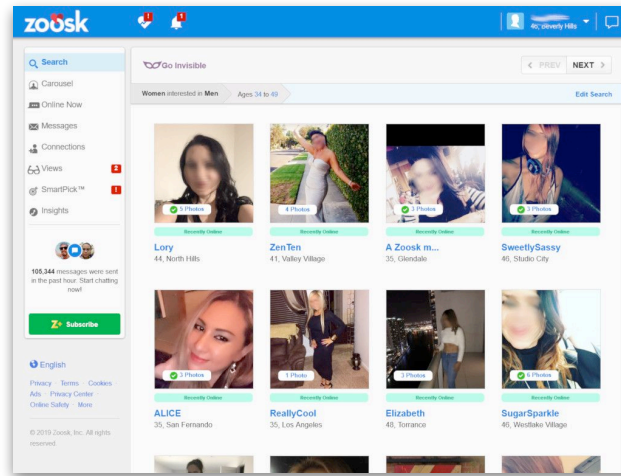 zoosk
Search
Carousel
Online Now
Messages
Connections
Views 2
SmartPick™ !
Insights
105,344 messages were sent
in the past hour. Start chatting
now!
Z+ Subscribe
English
Privacy · Terms · Cookies ·
Ads · Privacy Center ·
Online Safety · More
© 2019 Zoosk, Inc. All rights
reserved.
! !
Hills
Go Invisible
< PREV NEXT >
Women interested in Men Ages 34 to 49 Edit Search
5 Photos 4 Photos 3 Photos 3 Photos
Recently Online Recently Online Recently Online Recently Online
Lory ZenTen A Zoosk m... SweetlySassy
44, North Hills 41, Valley Village 35, Glendale 46, Studio City
3 Photos 1 Photo 3 Photos 6 Photos
Recently Online Recently Online Recently Online Recently Online
ALICE ReallyCool Elizabeth SugarSparkle
35, San Fernando 35, Los Angeles 48, Torrance 46, Westlake Village